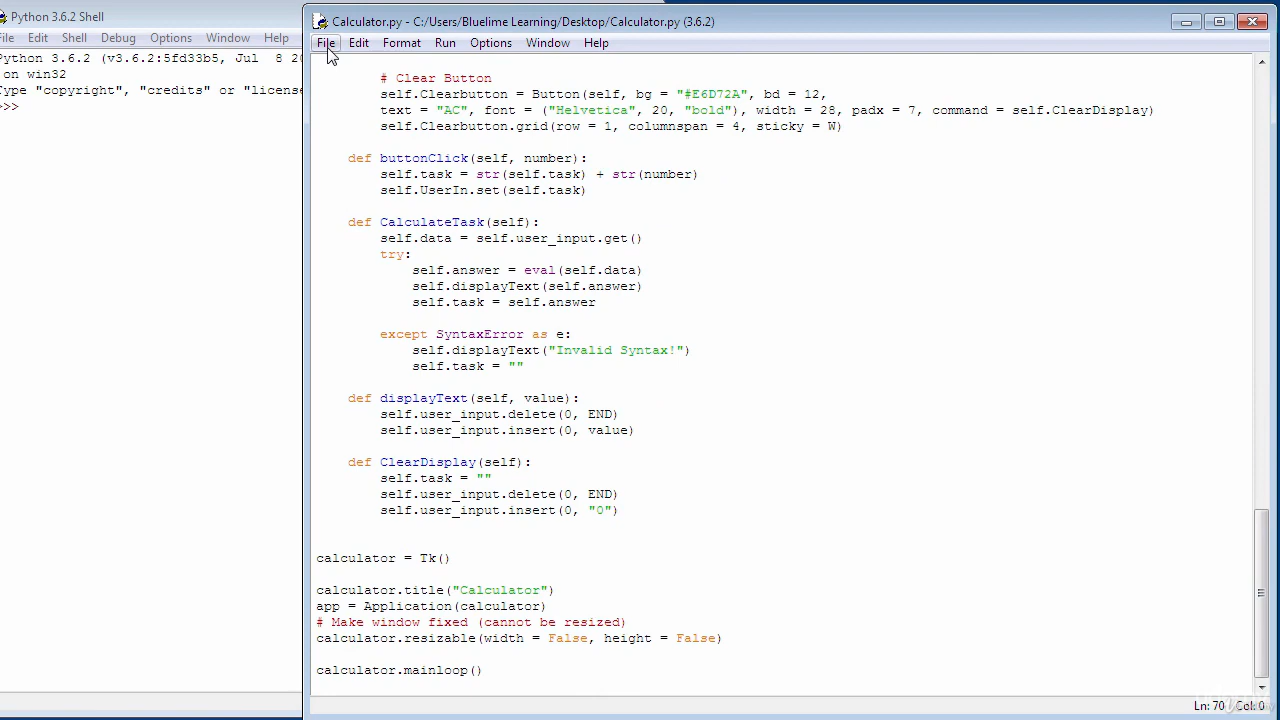 Python 3.6.2 Shell
File Edit Shell Debug Options Window Help
Python 3.6.2 (v3.6.2:5fd33b5, Jul 8 20
on win32
Type "copyright", "credits" or "license
>>>
Calculator.py - C:/Users/Bluelime Learning/Desktop/Calculator.py (3.6.2)
File Edit Format Run Options Window Help
# Clear Button
self.Clearbutton = Button(self, bg = "#E6D72A", bd = 12,
text = "AC", font = ("Helvetica", 20, "bold"), width = 28, padx = 7, command = self.ClearDisplay)
self.Clearbutton.grid(row = 1, columnspan = 4, sticky = W)
def buttonClick(self, number):
self.task = str(self.task) + str(number)
self.UserIn.set(self.task)
def CalculateTask(self):
self.data = self.user_input.get()
try:
self.answer = eval(self.data)
self.displayText(self.answer)
self.task = self.answer
except SyntaxError as e:
self.displayText("Invalid Syntax!")
self.task = ""
def displayText(self, value):
self.user_input.delete(0, END)
self.user_input.insert(0, value)
def ClearDisplay(self):
self.task = ""
self.user_input.delete(0, END)
self.user_input.insert(0, "0")
calculator = Tk()
calculator.title("Calculator")
app = Application(calculator)
# Make window fixed (cannot be resized)
calculator.resizable(width = False, height = False)
calculator.mainloop()
Ln: 70 Col: 0